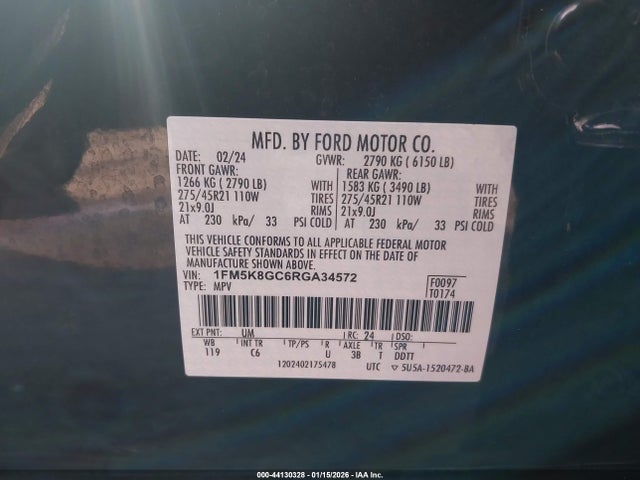 MFD. BY FORD MOTOR CO.
DATE: 02/24 GVWR: 2790 KG ( 6150 LB)
FRONT GAWR: REAR GAWR:
1266 KG ( 2790 LB) WITH 1583 KG ( 3490 LB) WITH
275/45R21 110W TIRES 275/45R21 110W TIRES
21x9.0J RIMS 21x9.0J RIMS
AT 230 kPa/ 33 PSI COLD AT 230 kPa/ 33 PSI COLD
THIS VEHICLE CONFORMS TO ALL APPLICABLE FEDERAL MOTOR
VEHICLE SAFETY STANDARDS IN EFFECT ON THE DATE OF
MANUFACTURE SHOWN ABOVE.
VIN: 1FM5K8GC6RGA34572 F0097
TYPE: MPV T0174
EXT PNT: UM RC: 24 DSO:
WB INT TR TP/PS R AXLE TR SPR
119 C6 U 3B T DDTT
1202402175478 UTC ▽ 5U5A-1520472-BA
000-44130328 - 01/15/2026 - IAA Inc.